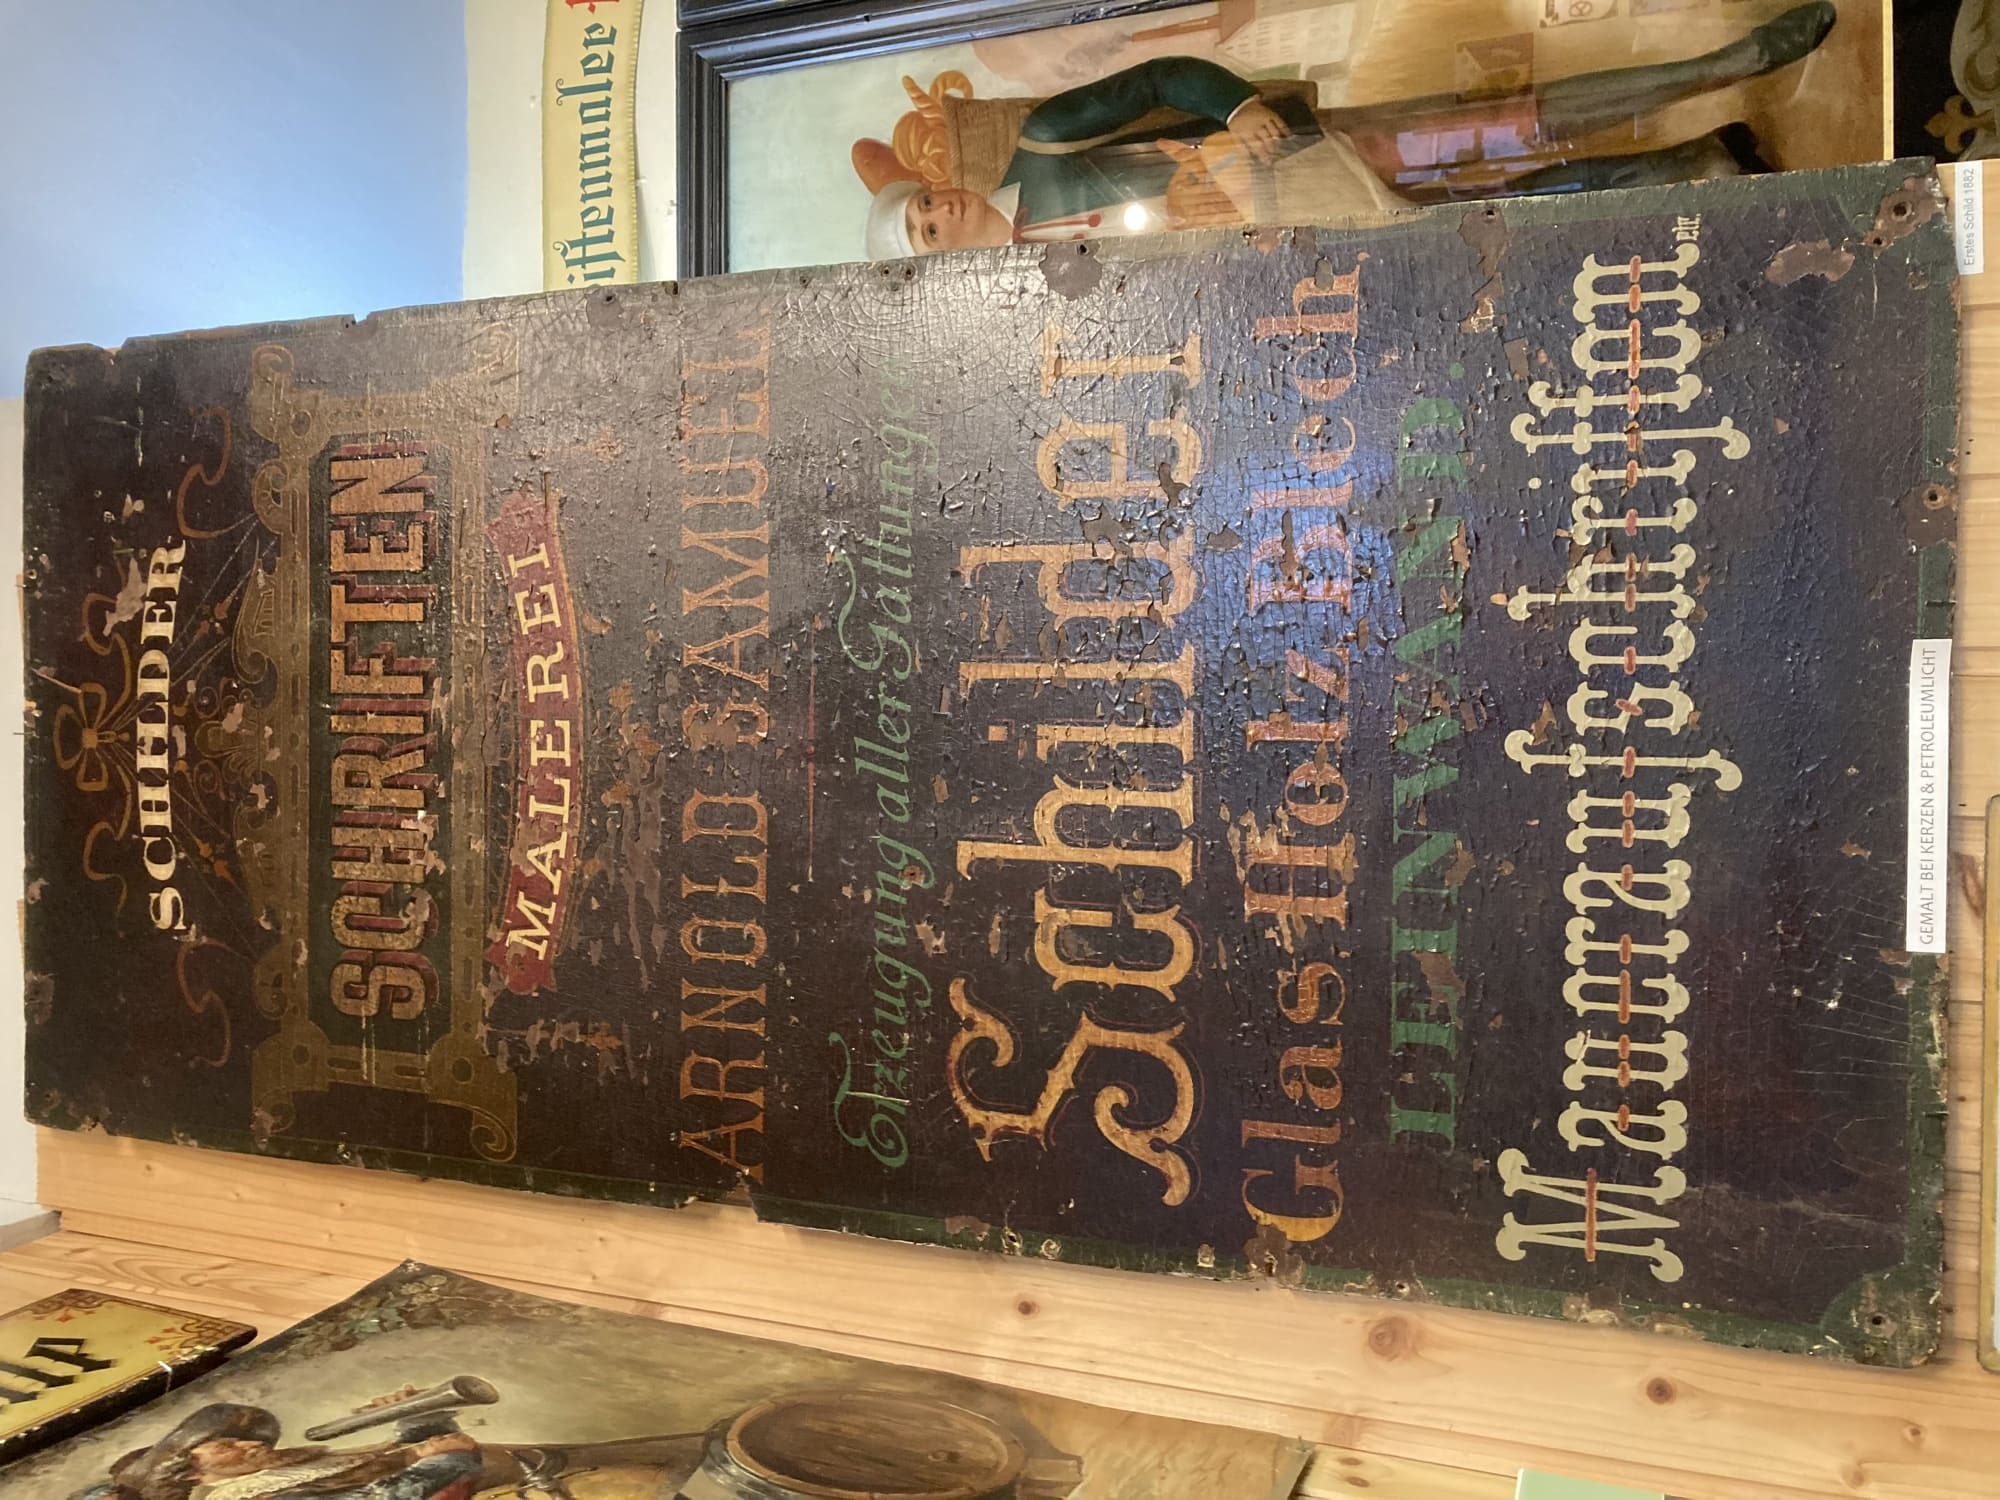 SCHILDER
SCHRIFTEN
MALEREI
ARNOLD SAMUEL.
Erzeugung aller Gattungen
Schilder
Glas Holz Blech.
LEINWAND.
Maueraufschriften etc.
GEMALT BEI KERZEN & PETROLEUMLICHT
Erstes Schild 1882